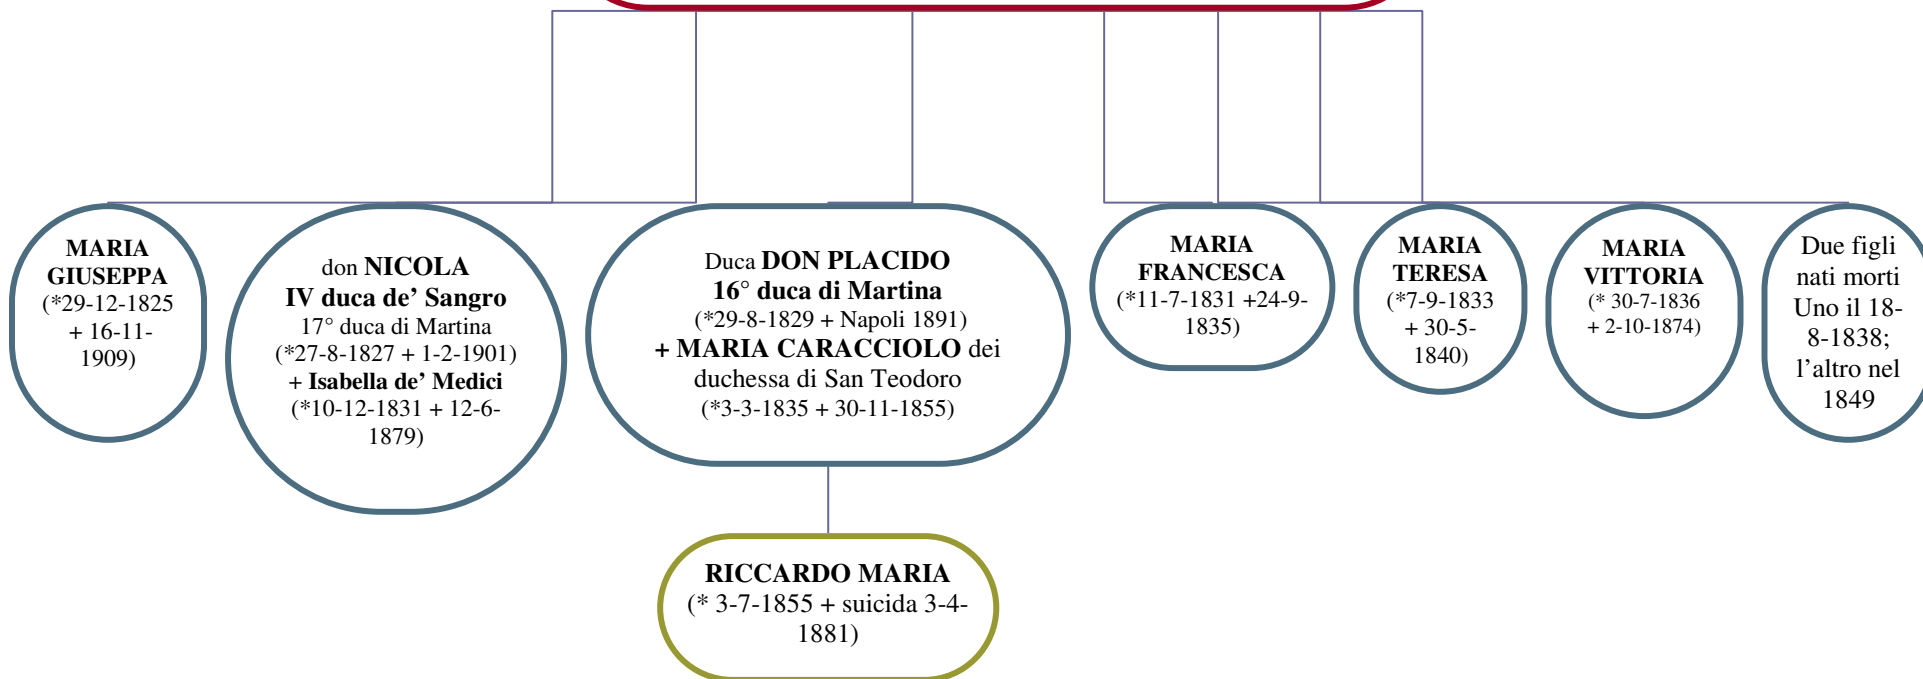 MARIA
GIUSEPPA
(*29-12-1825
+ 16-11-
1909)
don NICOLA
IV duca de’ Sangro
17° duca di Martina
(*27-8-1827 + 1-2-1901)
+ Isabella de’ Medici
(*10-12-1831 + 12-6-
1879)
Duca DON PLACIDO
16° duca di Martina
(*29-8-1829 + Napoli 1891)
+ MARIA CARACCIOLO dei
duchessa di San Teodoro
(*3-3-1835 + 30-11-1855)
MARIA
FRANCESCA
(*11-7-1831 +24-9-
1835)
MARIA
TERESA
(*7-9-1833
+ 30-5-
1840)
MARIA
VITTORIA
(* 30-7-1836
+ 2-10-1874)
Due figli
nati morti
Uno il 18-
8-1838;
l’altro nel
1849
RICCARDO MARIA
(* 3-7-1855 + suicida 3-4-
1881)